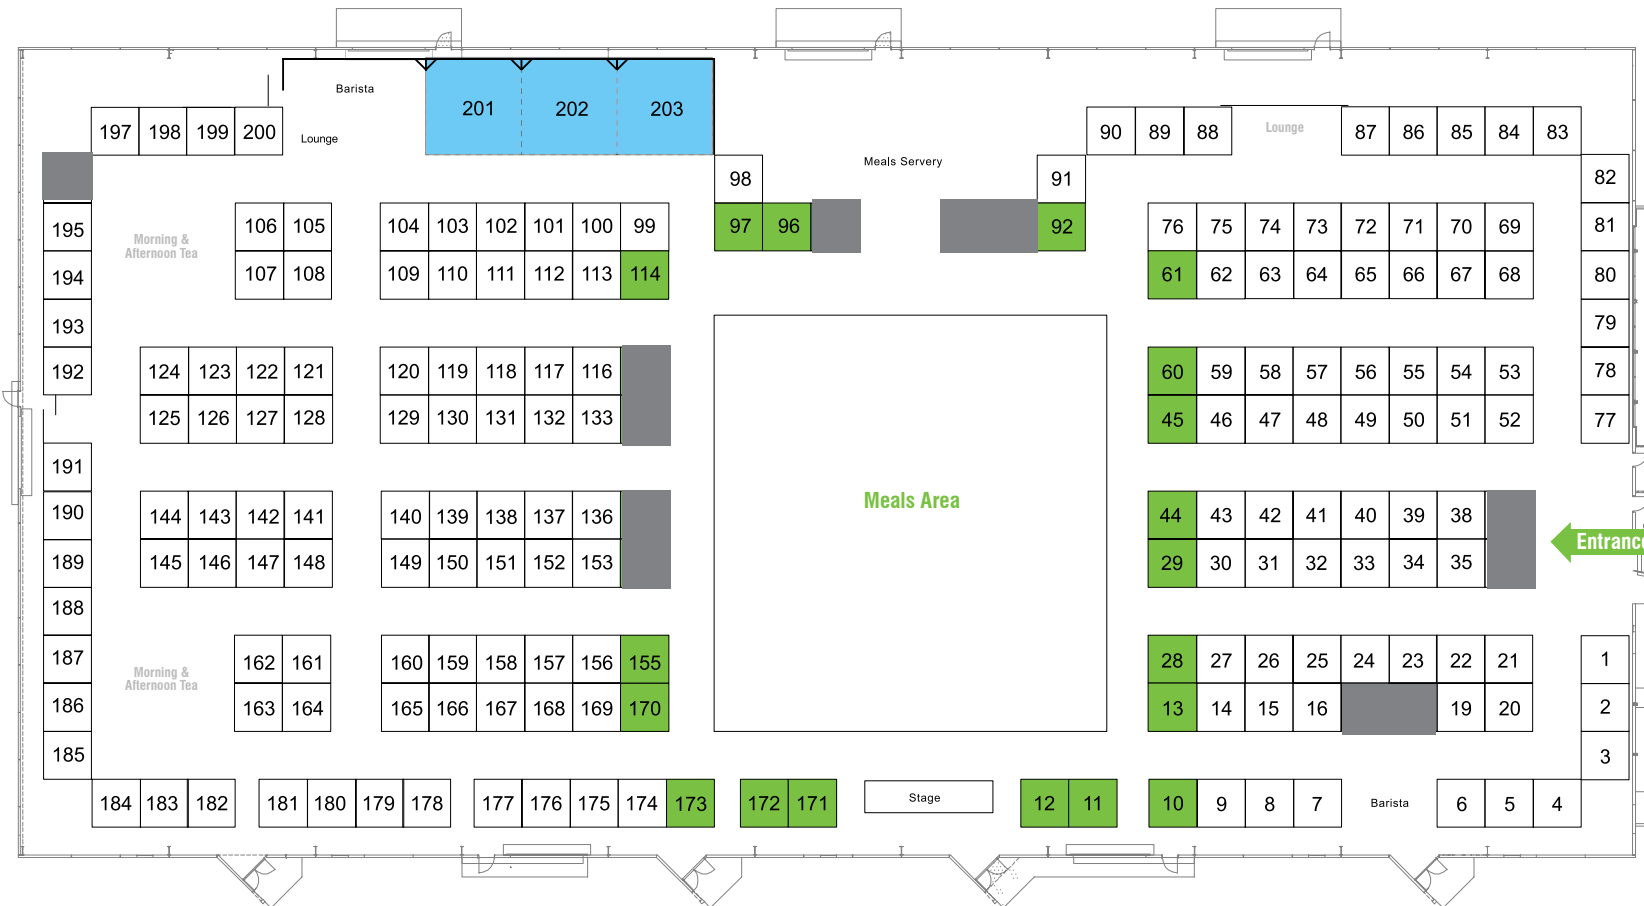 Barista
201 202 203
197 198 199 200
Lounge
90 89 88
Lounge
87 86 85 84 83
Meals Servery
98
91
82
195
Morning &
Afternoon Tea
106 105
104 103 102 101 100 99
97 96
92
76 75 74 73 72 71 70 69
81
194
107 108
109 110 111 112 113 114
61 62 63 64 65 66 67 68
80
193
79
192
124 123 122 121
120 119 118 117 116
60 59 58 57 56 55 54 53
78
125 126 127 128
129 130 131 132 133
45 46 47 48 49 50 51 52
77
191
Meals Area
190
144 143 142 141
140 139 138 137 136
44 43 42 41 40 39 38
Entrance
189
145 146 147 148
149 150 151 152 153
29 30 31 32 33 34 35
188
187
Morning &
Afternoon Tea
162 161
160 159 158 157 156 155
28 27 26 25 24 23 22 21
1
186
163 164
165 166 167 168 169 170
13 14 15 16 19 20
2
185
3
184 183 182
181 180 179 178
177 176 175 174 173
172 171
Stage
12 11
10 9 8 7
Barista
6 5 4